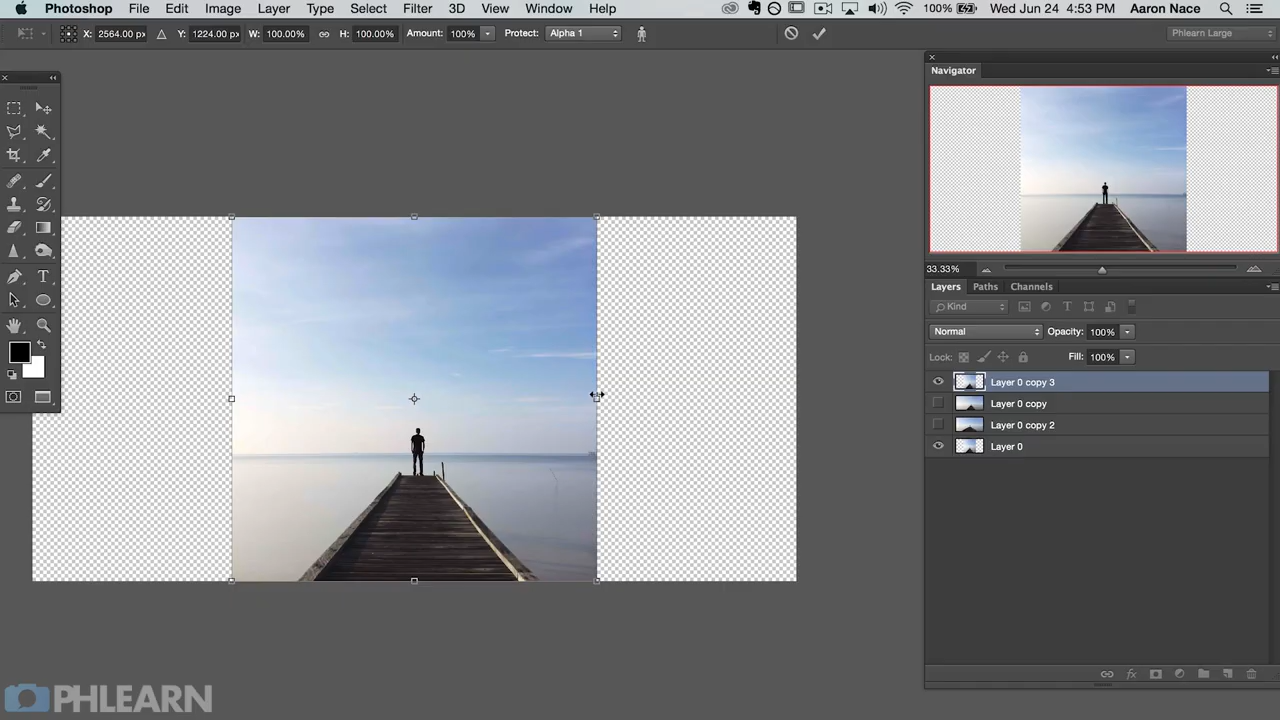 Photoshop File Edit Image Layer Type Select Filter 3D View Window Help 100% Wed Jun 24 4:53 PM Aaron Nace
X: 2564.00 px Y: 1224.00 px W: 100.00% H: 100.00% Amount: 100% Protect: Alpha 1 Phlearn Large
Navigator
33.33%
Layers Paths Channels
Kind
Normal Opacity: 100%
Lock: Fill: 100%
Layer 0 copy 3
Layer 0 copy
Layer 0 copy 2
Layer 0
PHLEARN